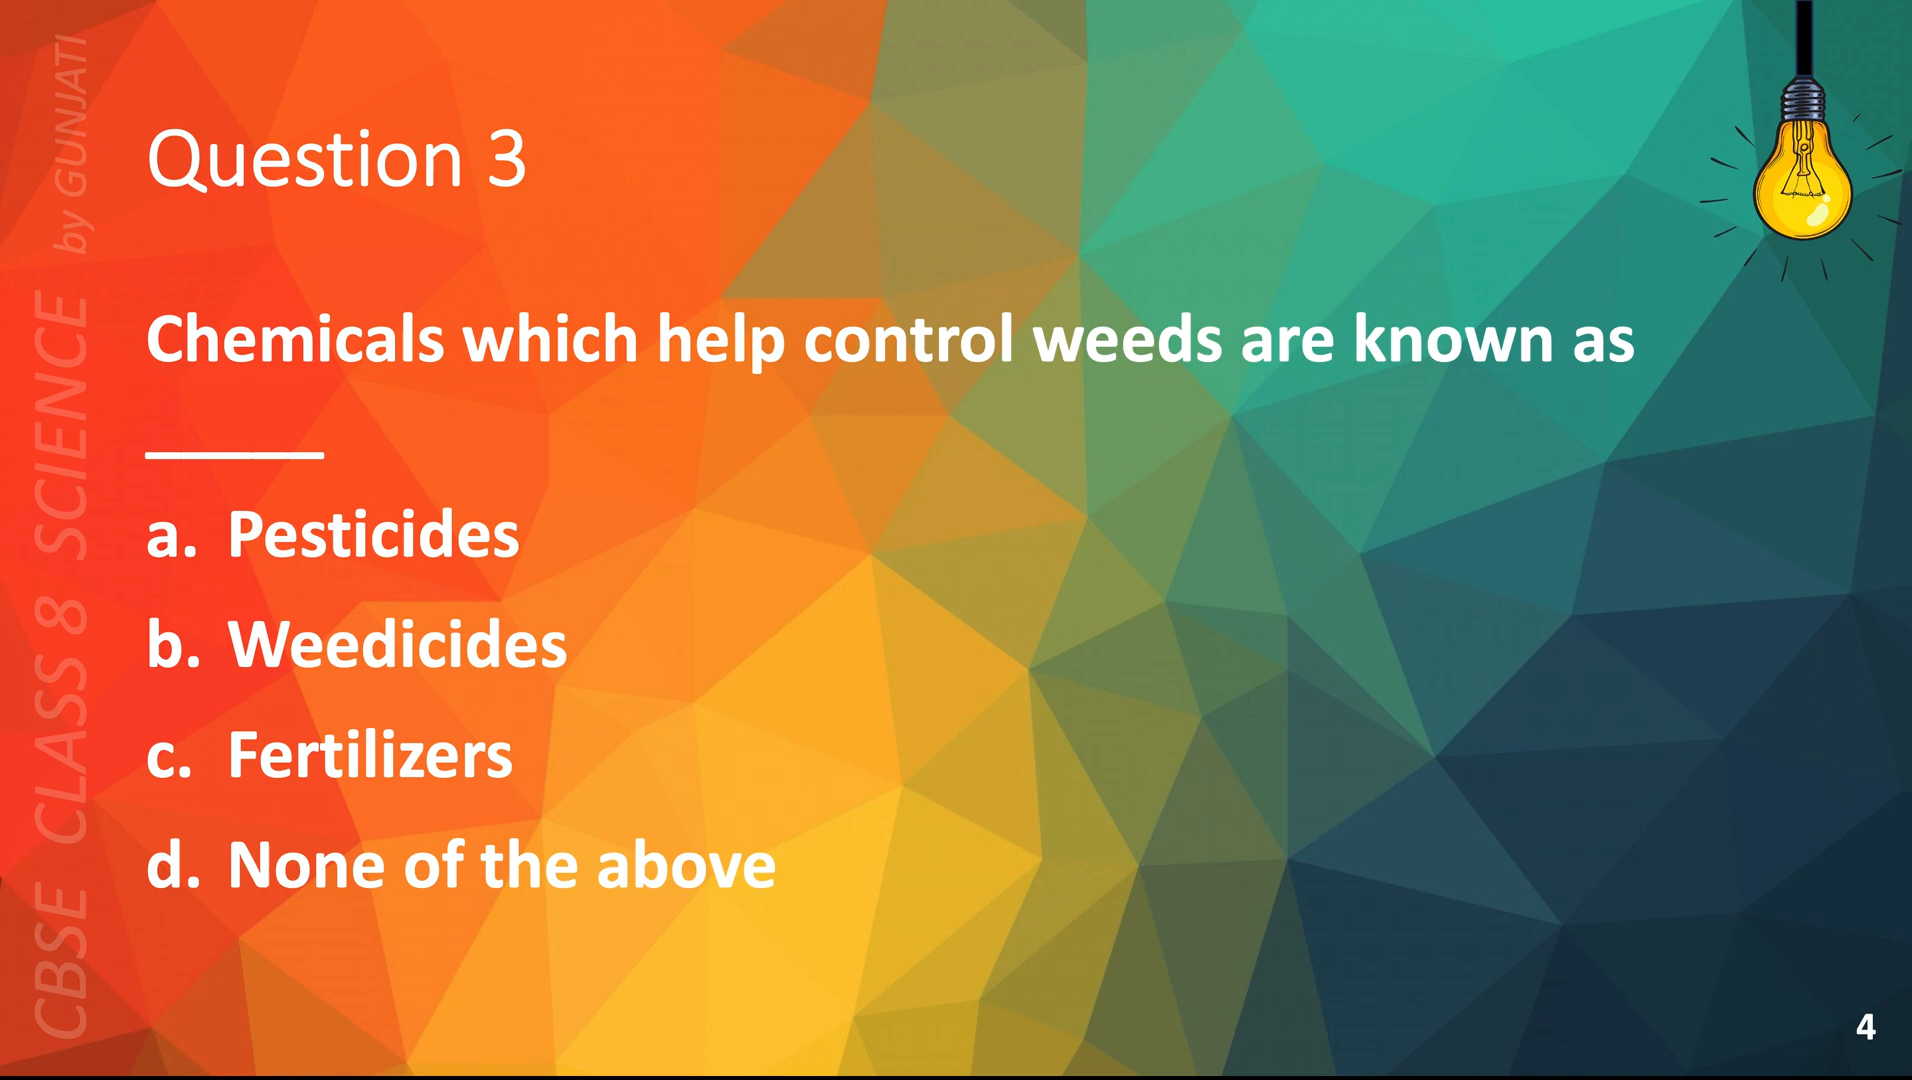 CBSE CLASS 8 SCIENCE by GUNJATI
Question 3
Chemicals which help control weeds are known as
_____
a. Pesticides
b. Weedicides
c. Fertilizers
d. None of the above
4